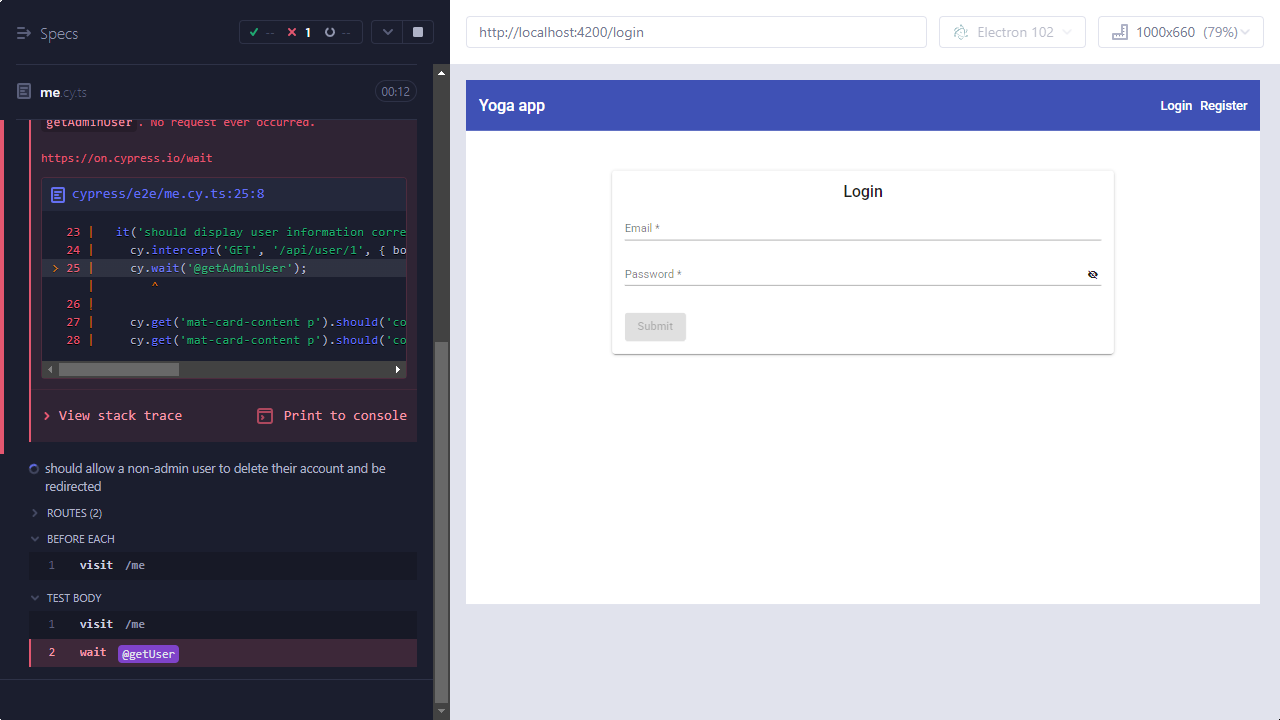 Specs
-- 1 --
me.cy.ts
00:12
getAdminUser. No request ever occurred.
https://on.cypress.io/wait
cypress/e2e/me.cy.ts:25:8
23 | it('should display user information corre
24 | cy.intercept('GET', '/api/user/1', { bo
> 25 | cy.wait('@getAdminUser');
| ^
26 |
27 | cy.get('mat-card-content p').should('co
28 | cy.get('mat-card-content p').should('co
View stack trace
Print to console
should allow a non-admin user to delete their account and be
redirected
ROUTES (2)
BEFORE EACH
1 visit /me
TEST BODY
1 visit /me
2 wait @getUser
http://localhost:4200/login
Electron 102
1000x660 (79%)
Yoga app
Login Register
Login
Email *
Password *
Submit